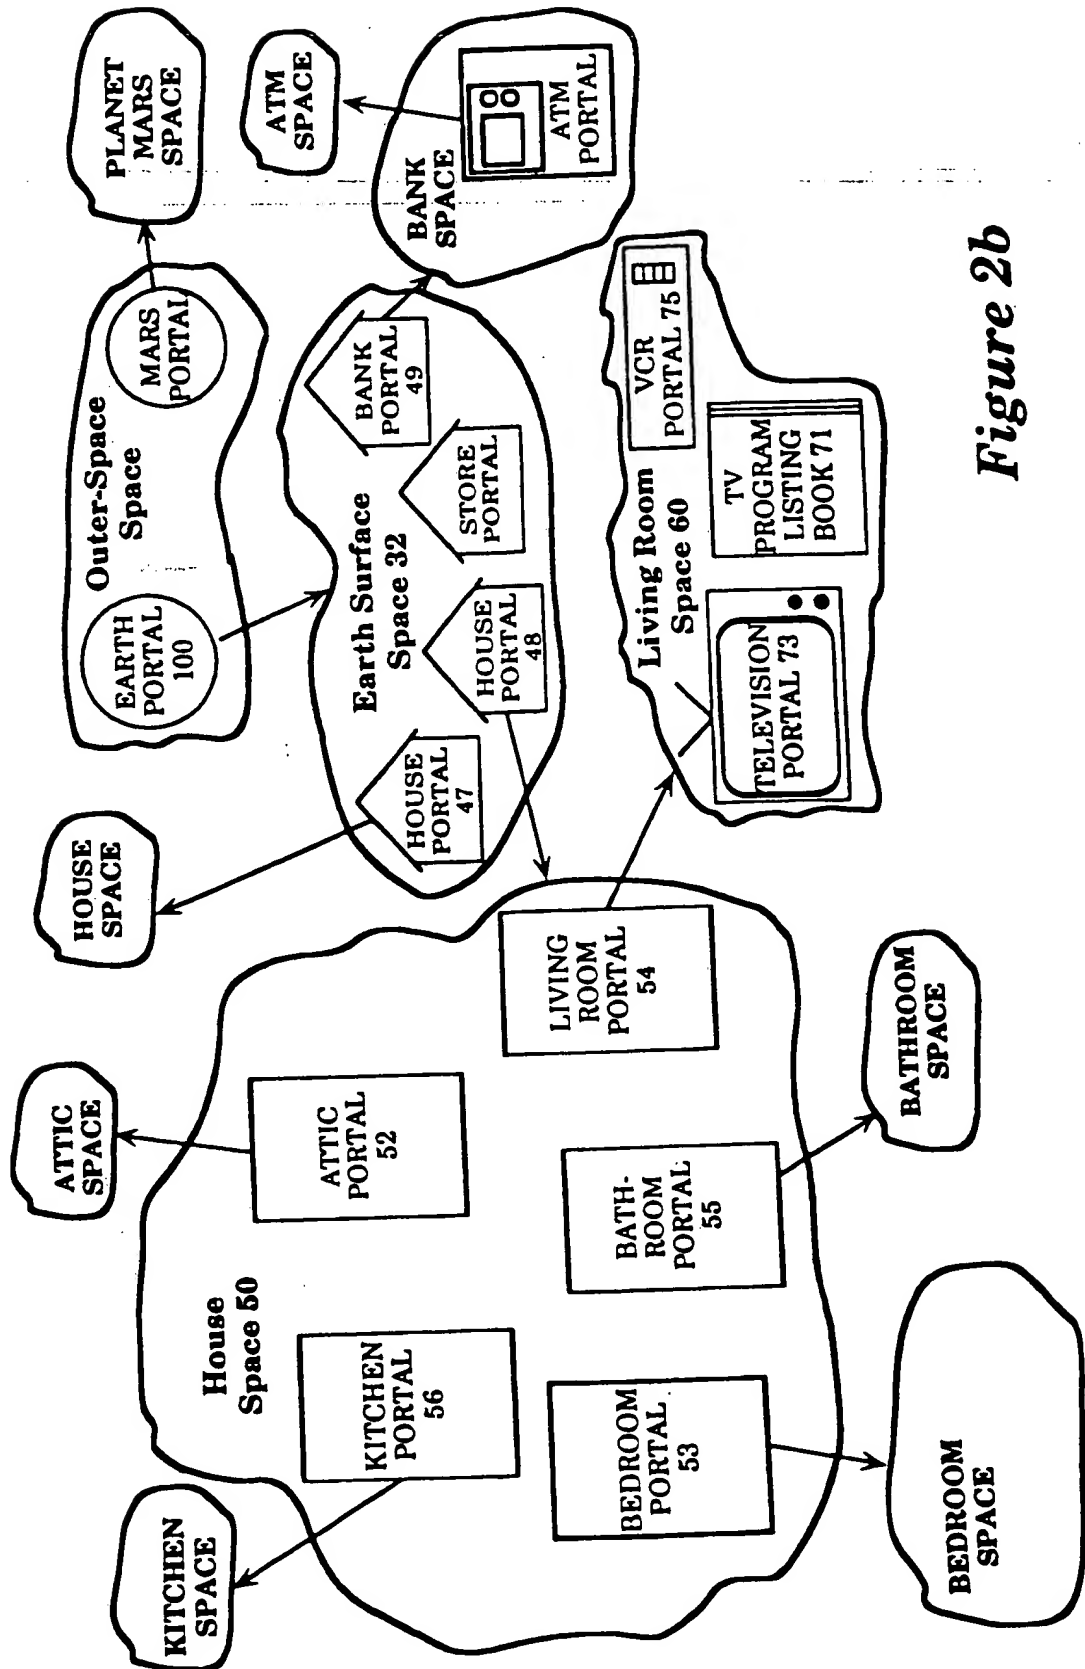 KITCHEN
SPACE
ATTIC
SPACE
HOUSE
SPACE
PLANET
MARS
SPACE
ATM
SPACE
Outer-Space
Space
EARTH
PORTAL
100
MARS
PORTAL
House
Space 50
KITCHEN
PORTAL
56
ATTIC
PORTAL
52
BEDROOM
PORTAL
53
BATH-
ROOM
PORTAL
55
LIVING
ROOM
PORTAL
54
Earth Surface
Space 32
HOUSE
PORTAL
47
HOUSE
PORTAL
48
STORE
PORTAL
BANK
PORTAL
49
BANK
SPACE
ATM
PORTAL
Living Room
Space 60
TELEVISION
PORTAL 73
TV
PROGRAM
LISTING
BOOK 71
VCR
PORTAL 75
BEDROOM
SPACE
BATHROOM
SPACE
Figure 2b